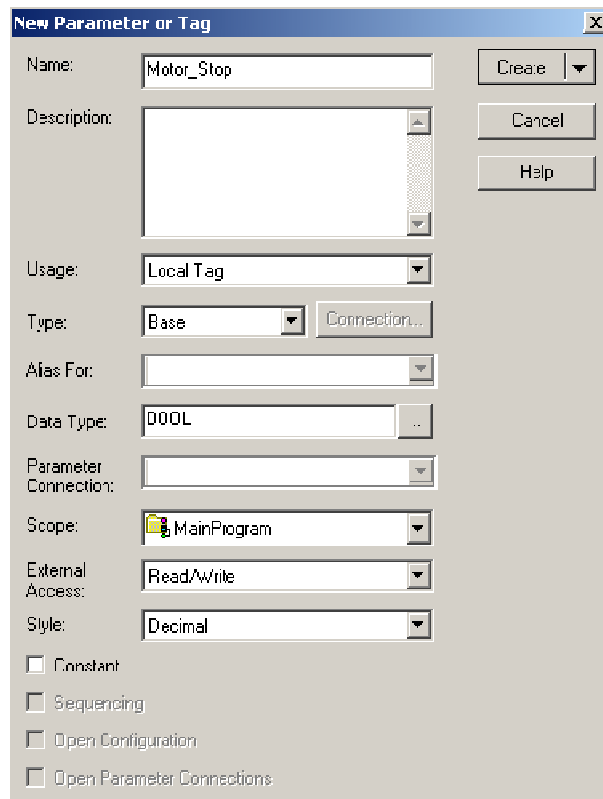 New Parameter or Tag
Name:
Motor_Stop
Create
Description:
Cancel
Help
Usage:
Local Tag
Type:
Base
Connection...
Alias For:
Data Type:
BOOL
...
Parameter
Connection:
Scope:
MainProgram
External
Access:
Read/Write
Style:
Decimal
Constant
Sequencing
Open Configuration
Open Parameter Connections